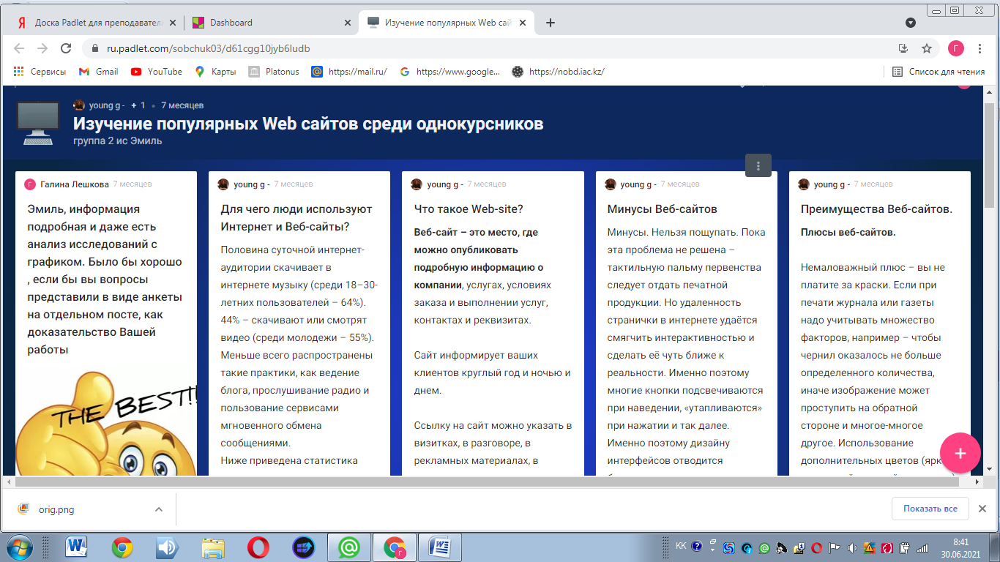 Доска Padlet для преподавател
Dashboard
Изучение популярных Web сай
ru.padlet.com/sobchuk03/d61cgg10jyb6ludb
Г
Сервисы
Gmail
YouTube
Карты
Platonus
https://mail.ru/
https://www.google...
https://nobd.iac.kz/
Список для чтения
young g - + 1 • 7 месяцев
Изучение популярных Web сайтов среди однокурсников
группа 2 ис Эмиль
Г Галина Лешкова 7 месяцев
Эмиль, информация
подробная и даже есть
анализ исследований с
графиком. Было бы хорошо
, если бы вы вопросы
представили в виде анкеты
на отдельном посте, как
доказательство Вашей
работы
THE BEST!!
young g - 7 месяцев
Для чего люди используют
Интернет и Веб-сайты?
Половина суточной интернет-
аудитории скачивает в
интернете музыку (среди 18–30-
летних пользователей – 64%).
44% – скачивают или смотрят
видео (среди молодежи – 55%).
Меньше всего распространены
такие практики, как ведение
блога, прослушивание радио и
пользование сервисами
мгновенного обмена
сообщениями.
Ниже приведена статистика
young g - 7 месяцев
Что такое Web-site?
Веб-сайт – это место, где
можно опубликовать
подробную информацию о
компании, услугах, условиях
заказа и выполнении услуг,
контактах и реквизитах.
Сайт информирует ваших
клиентов круглый год и ночью и
днем.
Ссылку на сайт можно указать в
визитках, в разговоре, в
рекламных материалах, в
young g - 7 месяцев
Минусы Веб-сайтов
Минусы. Нельзя пощупать. Пока
эта проблема не решена –
тактильную пальму первенства
следует отдать печатной
продукции. Но удаленность
странички в интернете удаётся
смягчить интерактивностью и
сделать её чуть ближе к
реальности. Именно поэтому
многие кнопки подсвечиваются
при наведении, «утапливаются»
при нажатии и так далее.
Именно поэтому дизайну
интерфейсов отводится
young g - 7 месяцев
Преимущества Веб-сайтов.
Плюсы веб-сайтов.
Немаловажный плюс – вы не
платите за краски. Если при
печати журнала или газеты
надо учитывать множество
факторов, например – чтобы
чернил оказалось не больше
определенного количества,
иначе изображение может
проступить на обратной
стороне и многое-многое
другое. Использование
дополнительных цветов (ярк
orig.png
Показать все
KK
8:41
30.06.2021